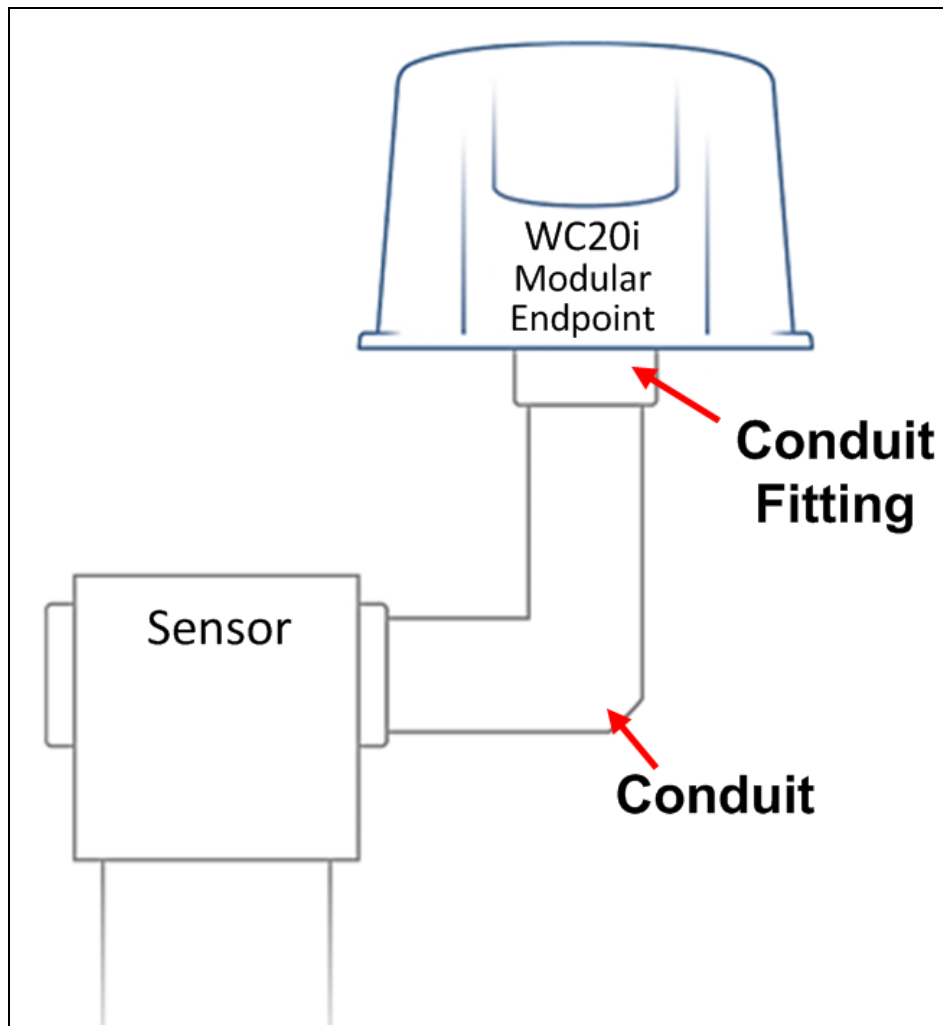 WC20i
Modular
Endpoint
Conduit
Fitting
Sensor
Conduit